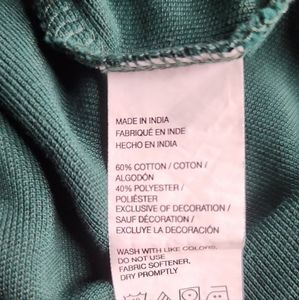 MADE IN INDIA
FABRIQUÉ EN INDE
HECHO EN INDIA
60% COTTON / COTON /
ALGODÓN
40% POLYESTER /
POLIÉSTER
EXCLUSIVE OF DECORATION /
SAUF DÉCORATION /
EXCLUYE LA DECORACIÓN
WASH WITH LIKE COLORS,
DO NOT USE
FABRIC SOFTENER,
DRY PROMPTLY